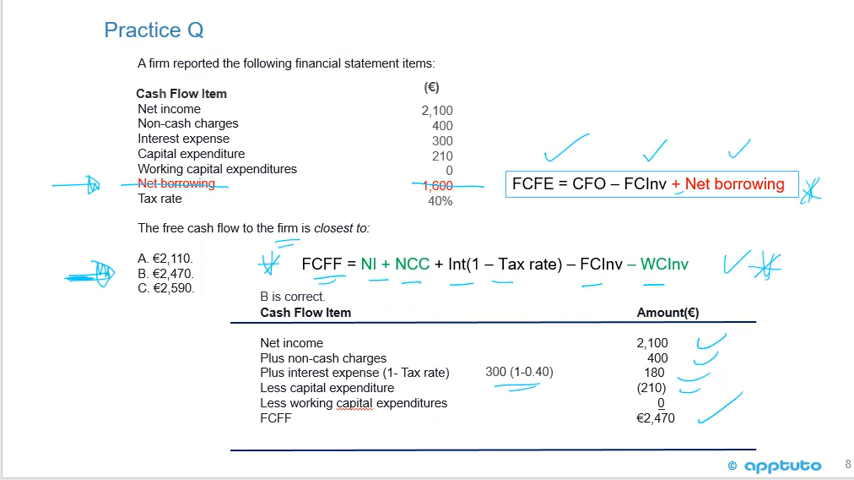 Practice Q
A firm reported the following financial statement items:
Cash Flow Item (€)
Net income 2,100
Non-cash charges 400
Interest expense 300
Capital expenditure 210
Working capital expenditures 0
Net borrowing 1,600
Tax rate 40%
FCFE = CFO – FCInv + Net borrowing
The free cash flow to the firm is closest to:
A. €2,110.
B. €2,470.
C. €2,590.
FCFF = NI + NCC + Int(1 – Tax rate) – FCInv – WCInv
B is correct.
Cash Flow Item Amount(€)
Net income 2,100
Plus non-cash charges 400
Plus interest expense (1- Tax rate) 300 (1-0.40) 180
Less capital expenditure (210)
Less working capital expenditures 0
FCFF €2,470
© apptuto 8